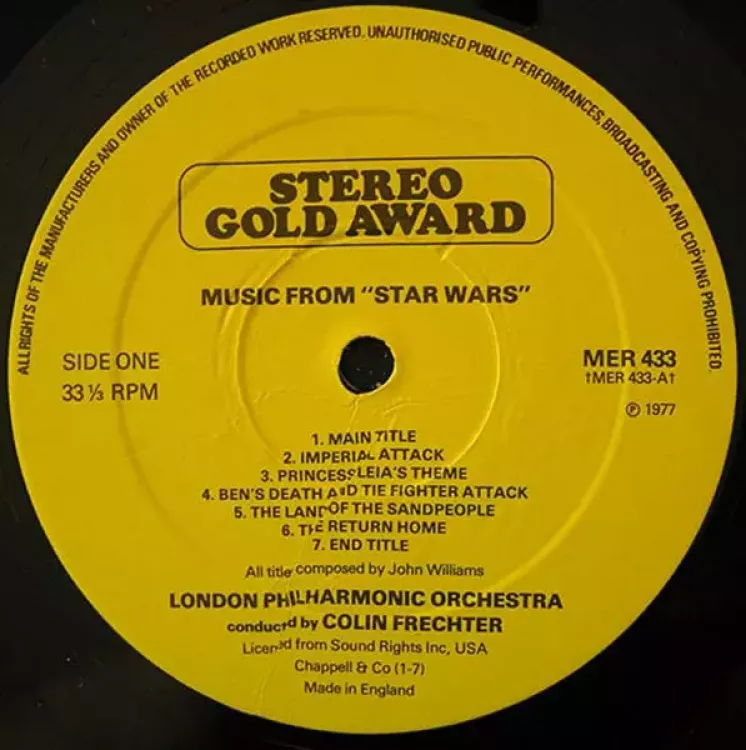 ALL RIGHTS OF THE MANUFACTURERS AND OWNER OF THE RECORDED WORK RESERVED. UNAUTHORISED PUBLIC PERFORMANCES, BROADCASTING AND COPYING PROHIBITED.
STEREO
GOLD AWARD
MUSIC FROM "STAR WARS"
SIDE ONE
33 ⅓ RPM
MER 433
†MER 433-A†
℗ 1977
1. MAIN TITLE
2. IMPERIAL ATTACK
3. PRINCESS LEIA'S THEME
4. BEN'S DEATH AND TIE FIGHTER ATTACK
5. THE LAND OF THE SANDPEOPLE
6. THE RETURN HOME
7. END TITLE
All titles composed by John Williams
LONDON PHILHARMONIC ORCHESTRA
conducted by COLIN FRECHTER
Licensed from Sound Rights Inc, USA
Chappell & Co (1-7)
Made in England